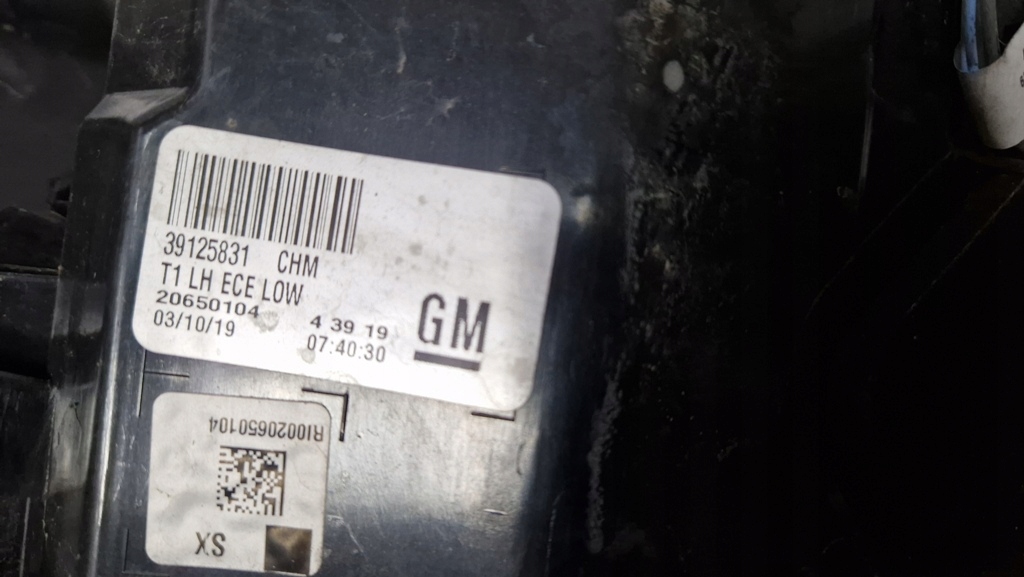 39125831 CHM
T1 LH ECE LOW
20650104 4 39 19
03/10/19 07:40:30
GM
RI0020650104
SX